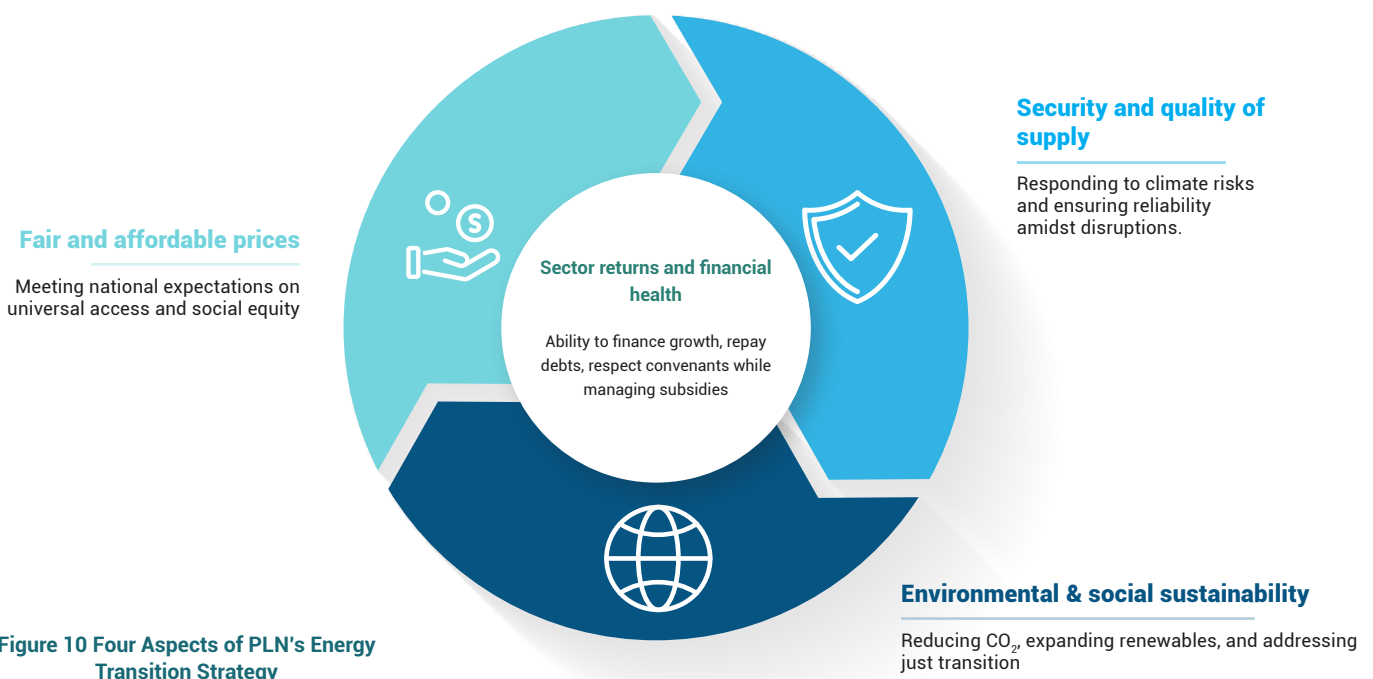 Security and quality of
supply
Responding to climate risks
and ensuring reliability
amidst disruptions.
Fair and affordable prices
Meeting national expectations on
universal access and social equity
$
Sector returns and financial
health
Ability to finance growth, repay
debts, respect convenants while
managing subsidies
Environmental & social sustainability
Reducing CO₂, expanding renewables, and addressing
just transition
Figure 10 Four Aspects of PLN's Energy
Transition Strategy